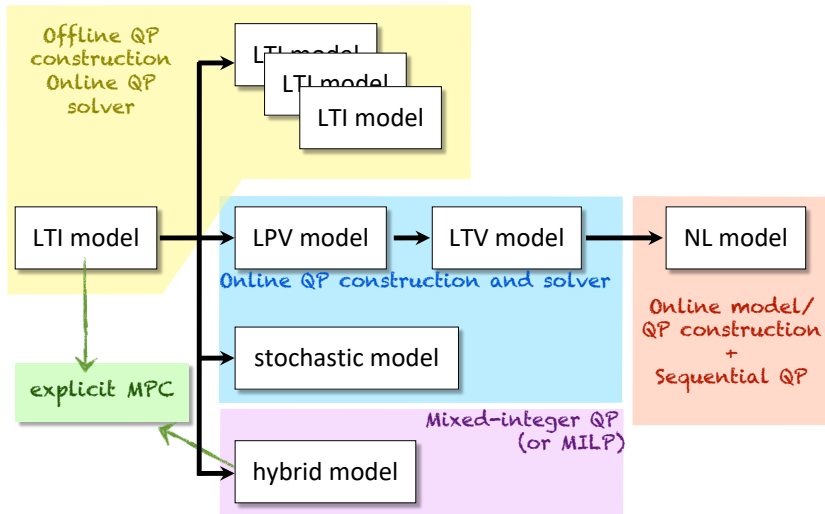 Offline QP
construction
Online QP
solver
LTI model
LTI model
LTI model
LTI model
LPV model
LTV model
NL model
Online QP construction and solver
Online model/
QP construction
+
Sequential QP
stochastic model
explicit MPC
Mixed-integer QP
(or MILP)
hybrid model